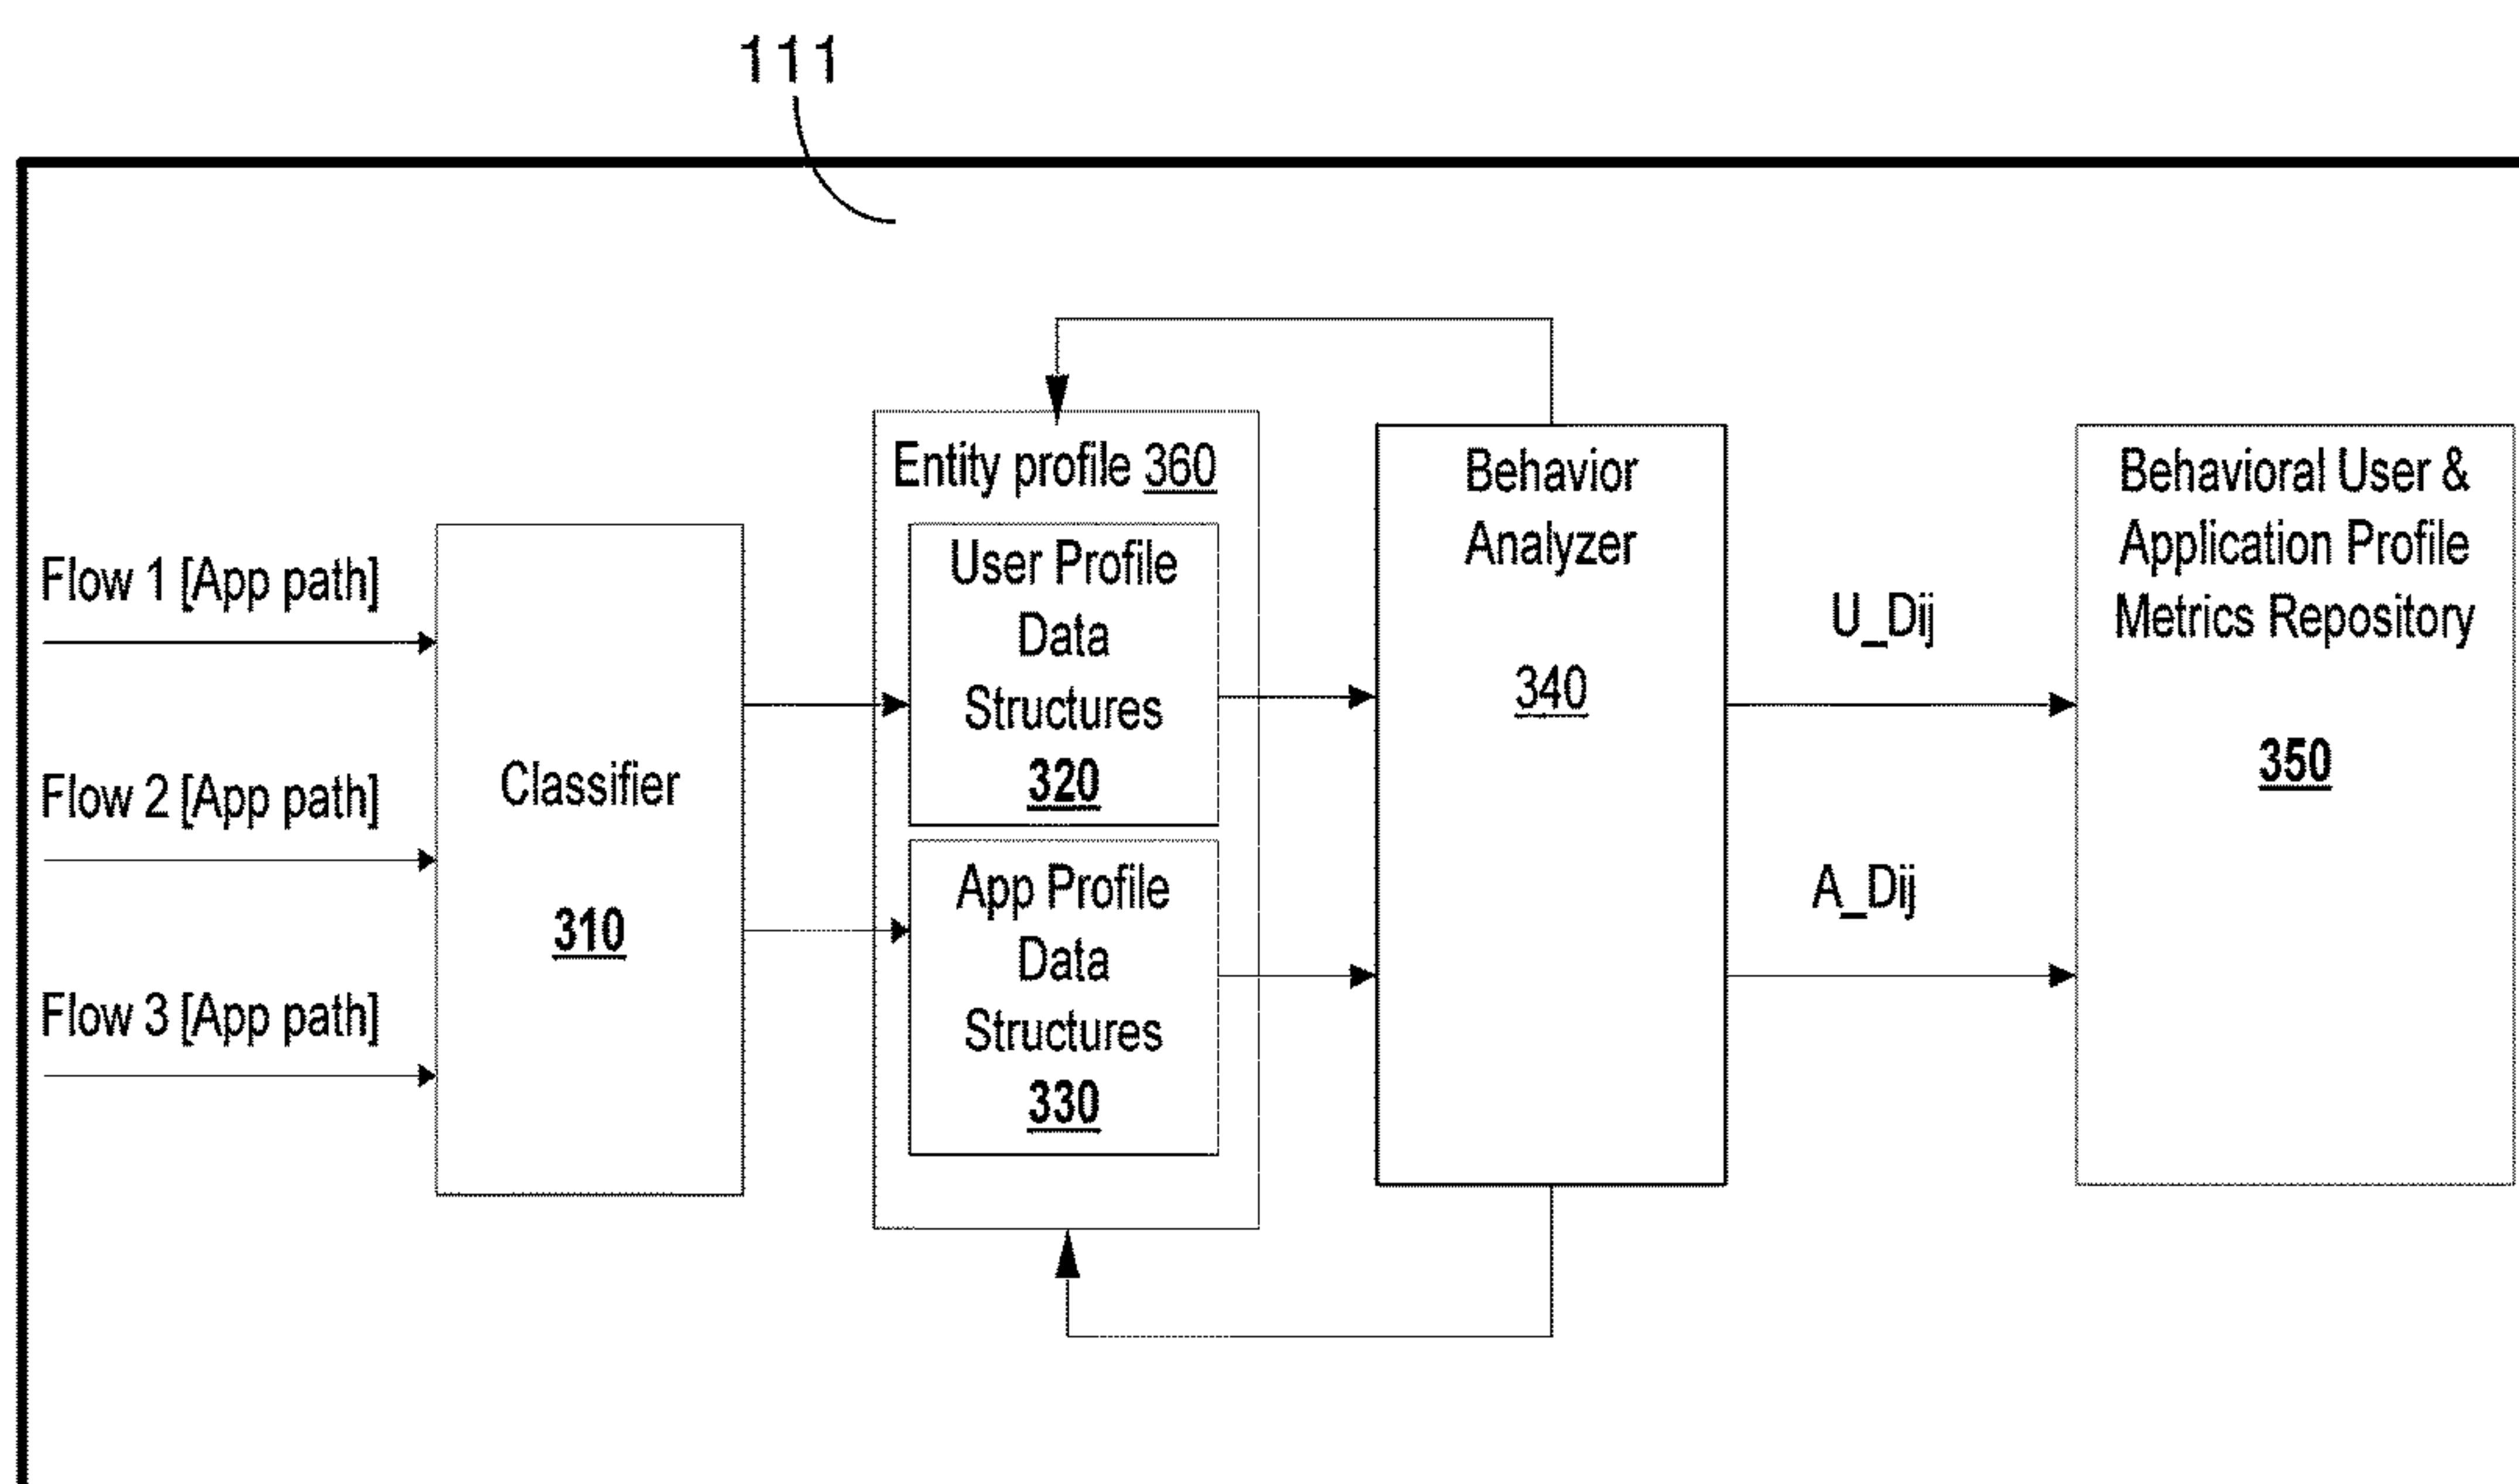 111
Flow 1 [App path]
Flow 2 [App path]
Flow 3 [App path]
Classifier
310
Entity profile 360
User Profile
Data
Structures
320
App Profile
Data
Structures
330
Behavior
Analyzer
340
U_Dij
A_Dij
Behavioral User &
Application Profile
Metrics Repository
350